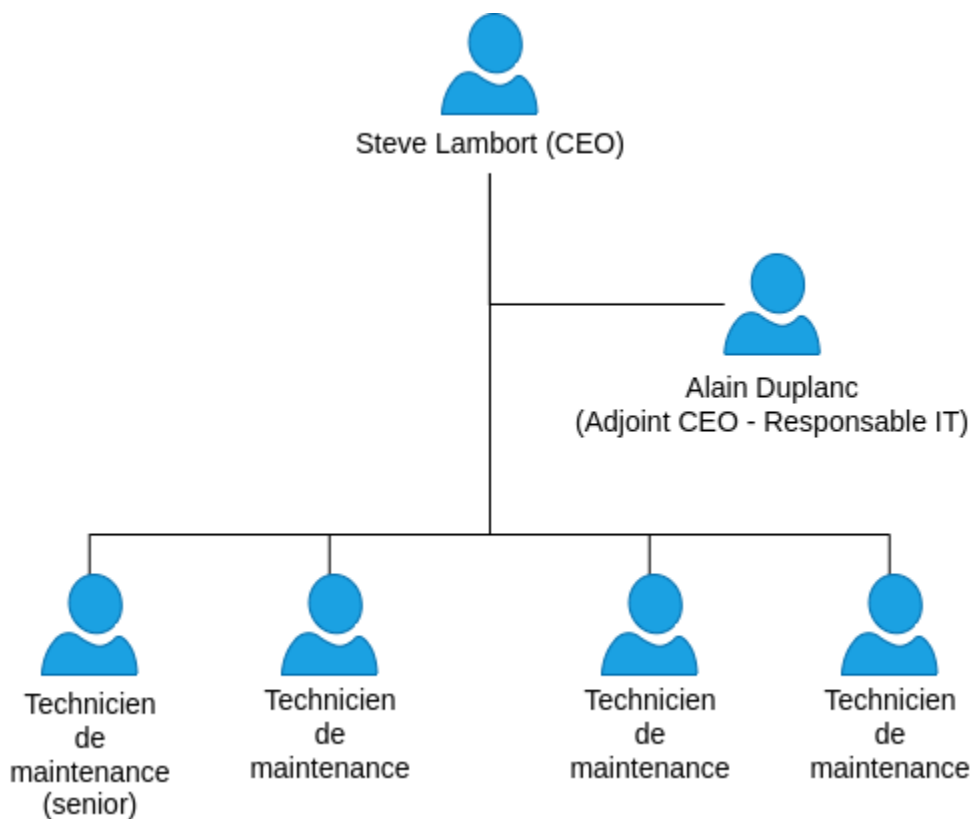 Steve Lambort (CEO)
Alain Duplanc
(Adjoint CEO - Responsable IT)
Technicien
de
maintenance
(senior)
Technicien
de
maintenance
Technicien
de
maintenance
Technicien
de
maintenance